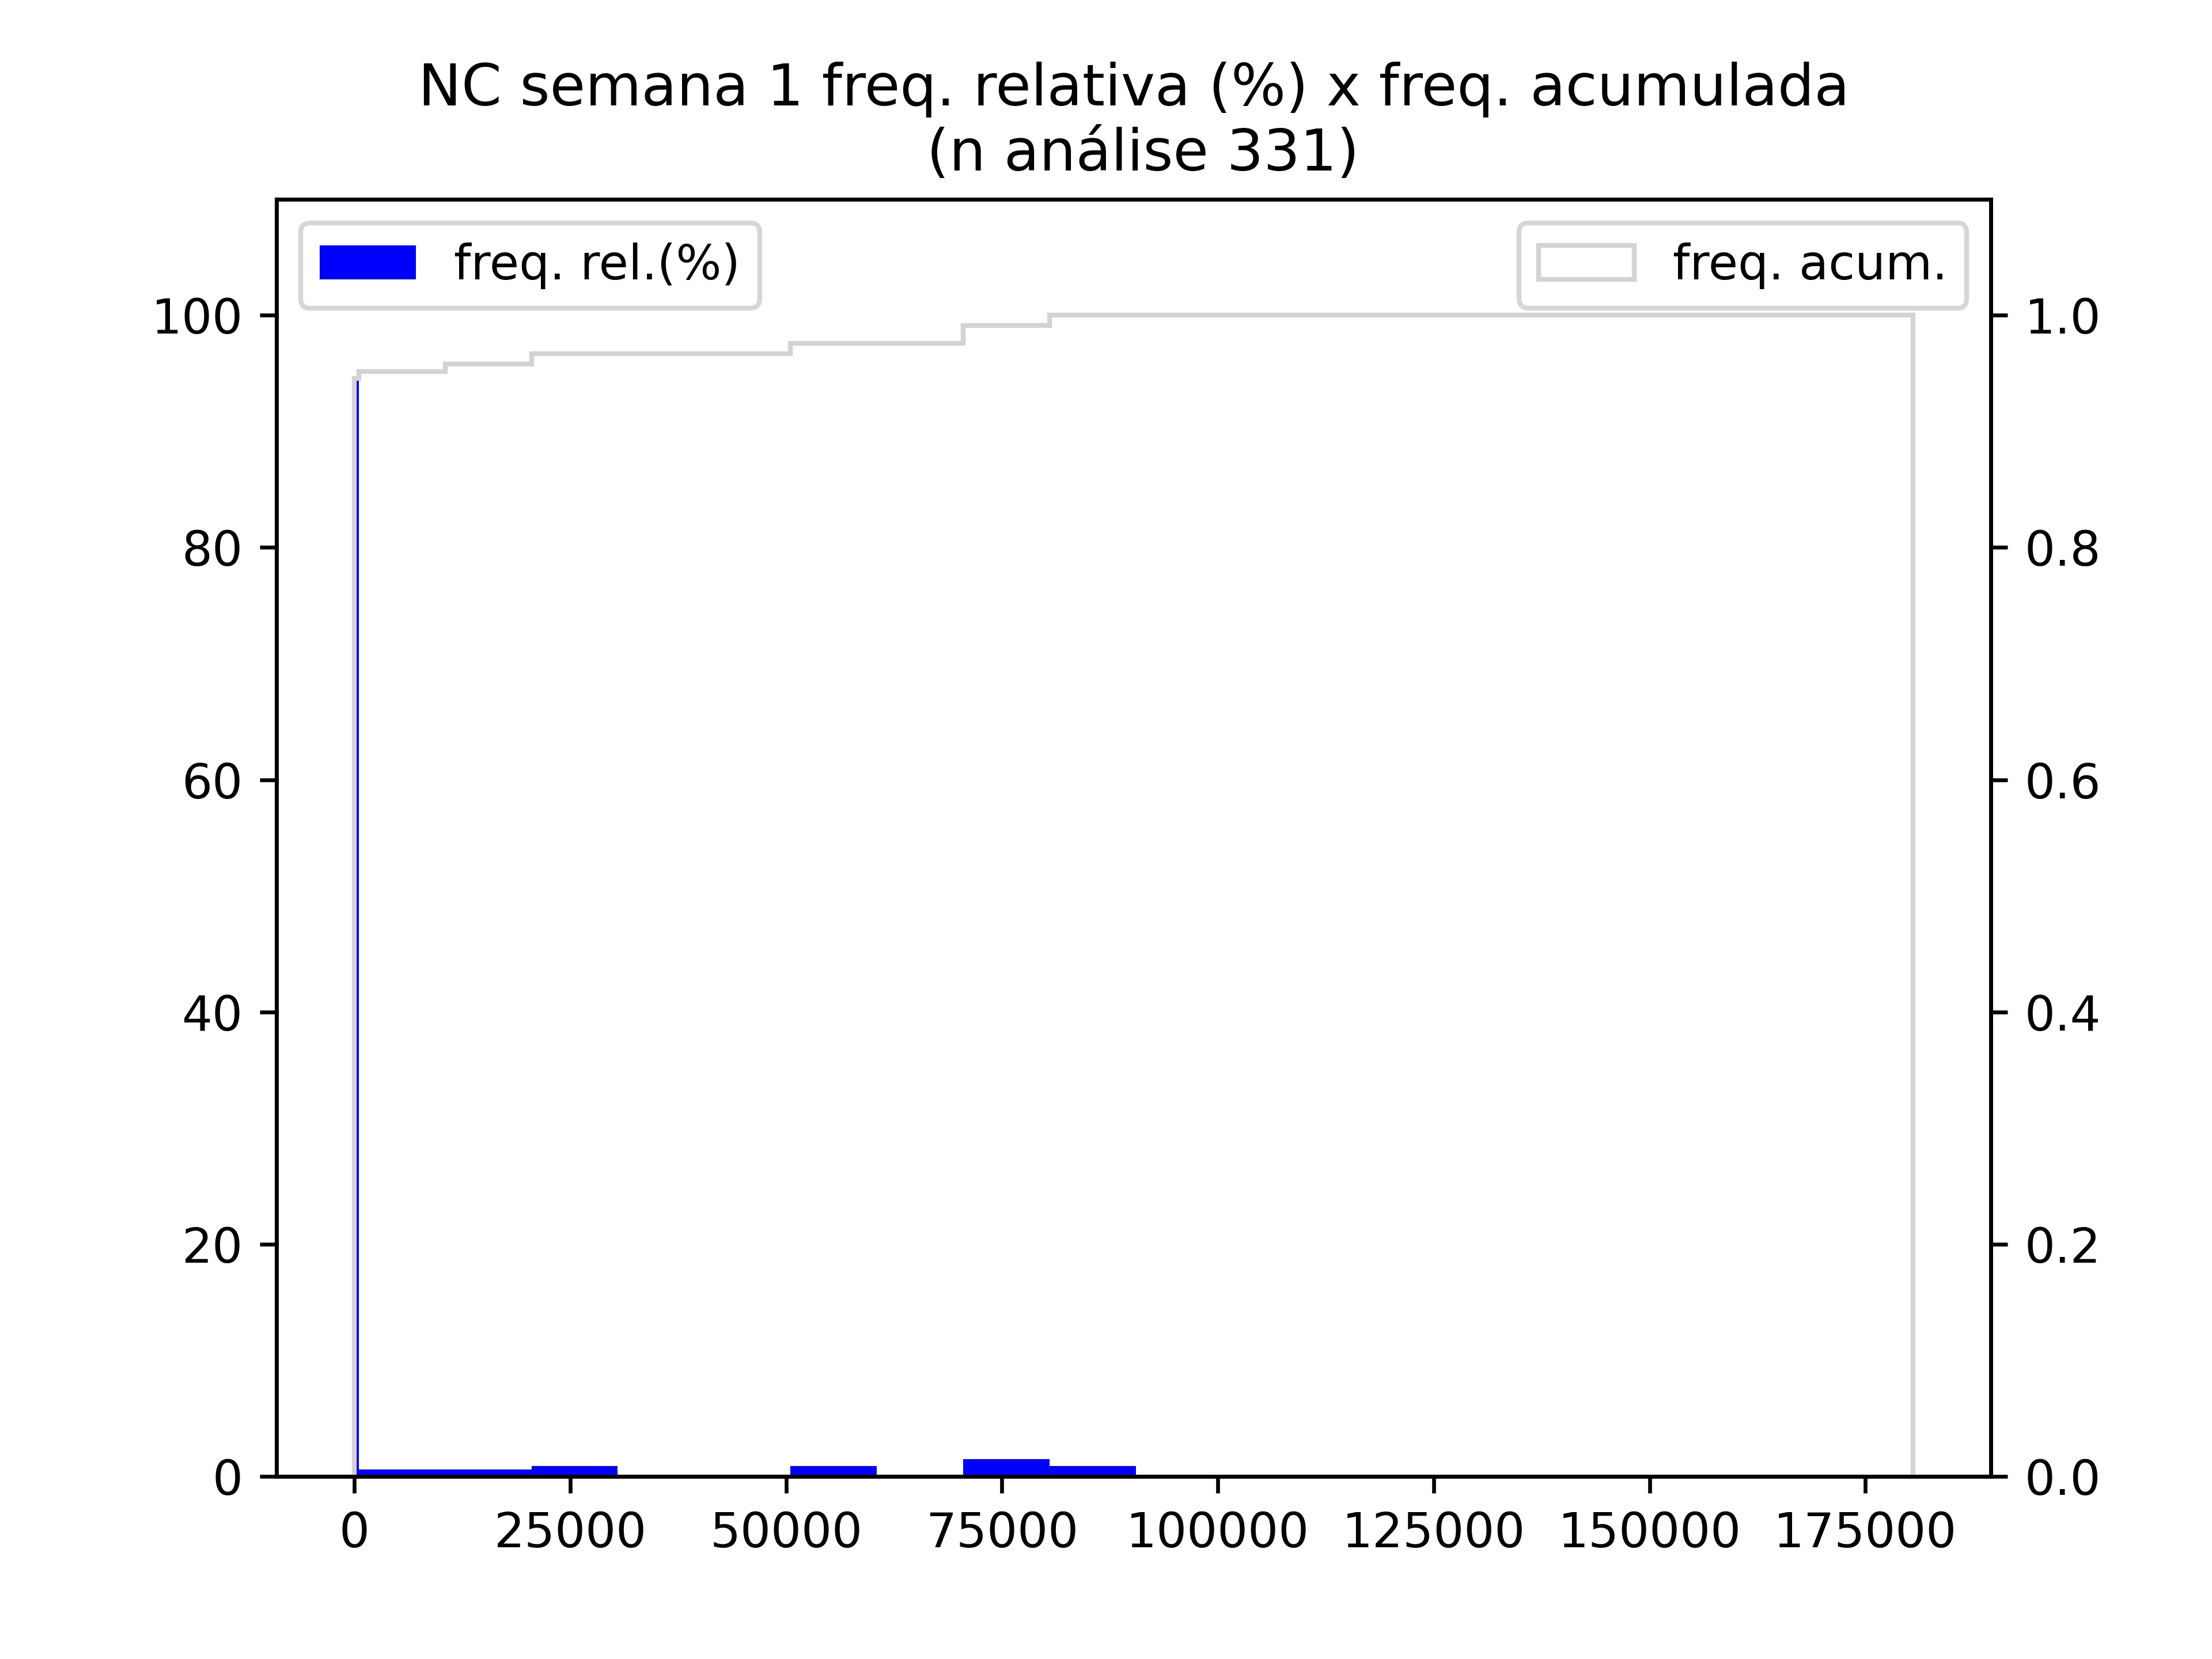 NC semana 1 freq. relativa (%) x freq. acumulada
(n análise 331)
freq. rel.(%)
freq. acum.
100
80
60
40
20
0
1.0
0.8
0.6
0.4
0.2
0.0
0 25000 50000 75000 100000 125000 150000 175000